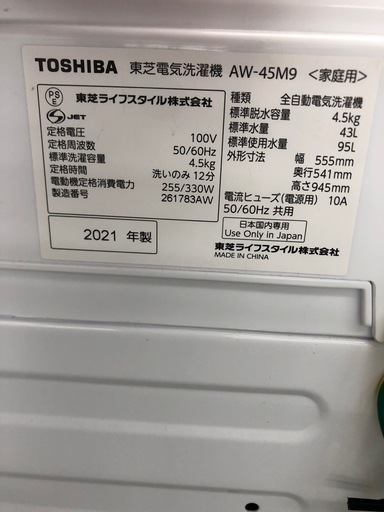 TOSHIBA 東芝電気洗濯機 AW-45M9 <家庭用>
PS E 東芝ライフスタイル株式会社
S JET
定格電圧 100V
定格周波数 50/60Hz
標準洗濯容量 4.5kg
定格時間 洗いのみ 12分
電動機定格消費電力 255/330W
製造番号 261783AW
2021 年製
種類 全自動電気洗濯機
標準脱水容量 4.5kg
標準水量 43L
標準使用水量 95L
外形寸法 幅 555mm
奥行541mm
高さ945mm
電流ヒューズ(電源用) 10A
50/60Hz 共用
日本国内専用
Use Only in Japan
東芝ライフスタイル株式会社
MADE IN CHINA